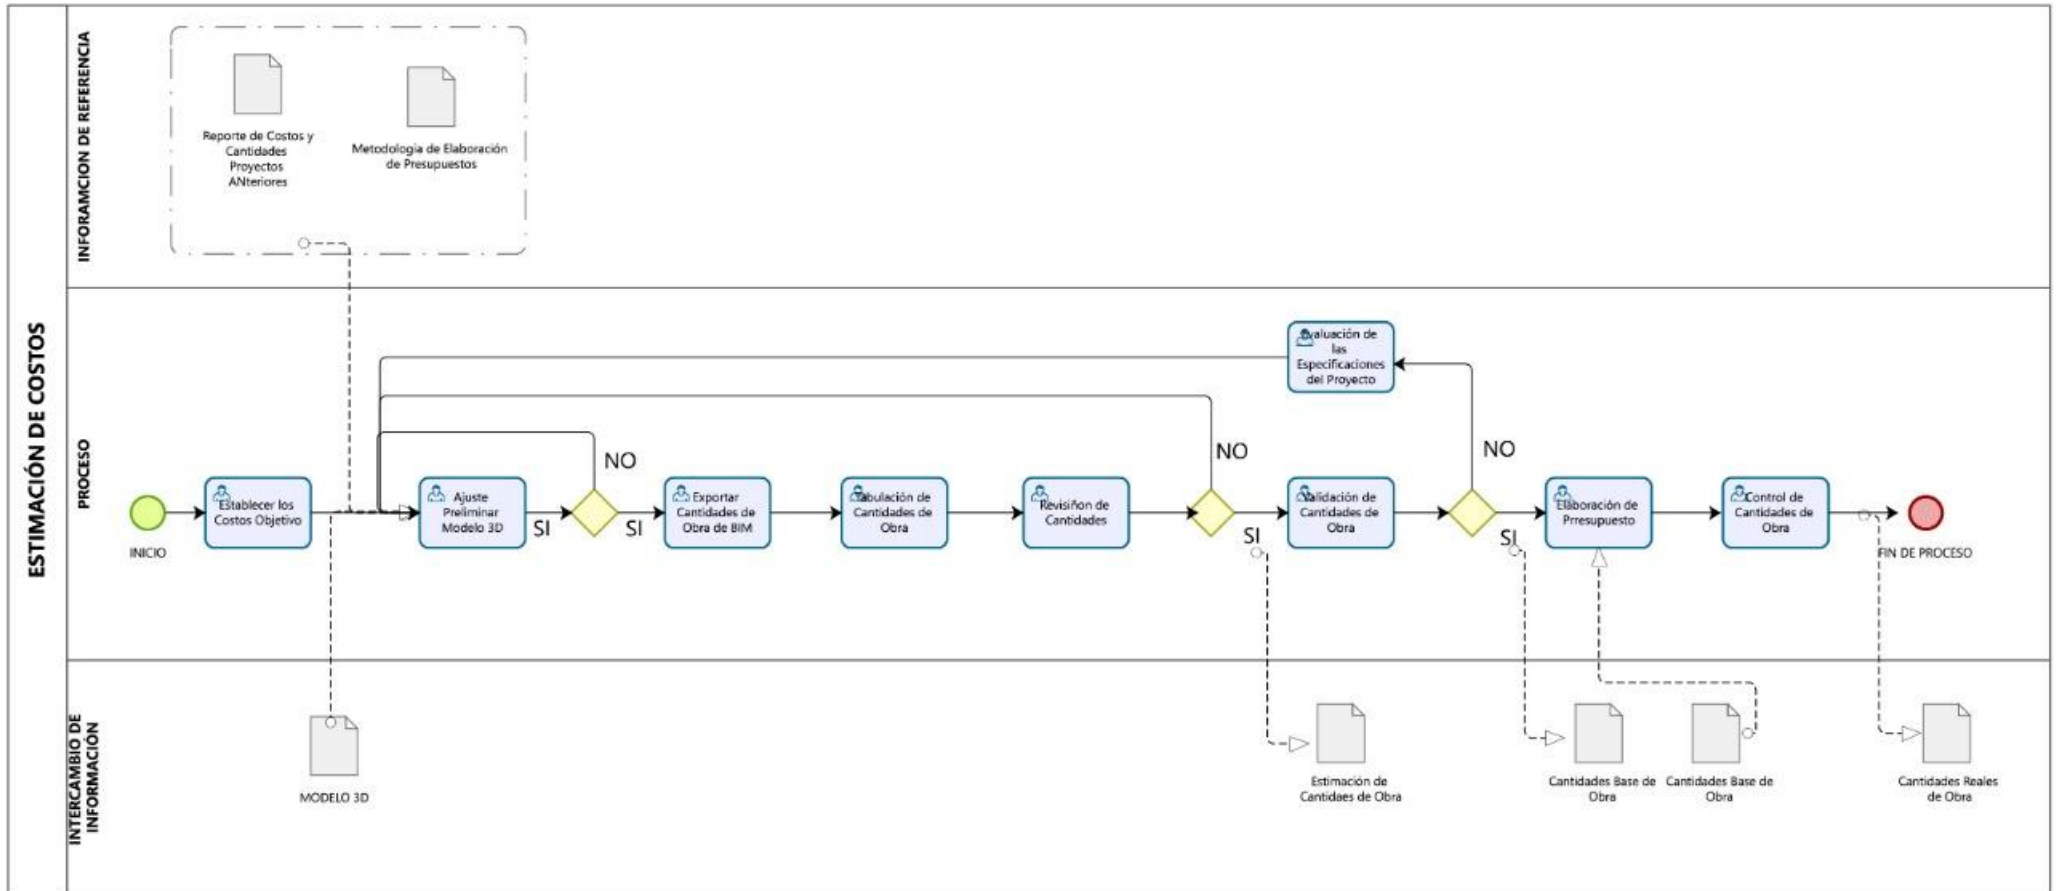 ESTIMACIÓN DE COSTOS
INFORAMCION DE REFERENCIA
Reporte de Costos y
Cantidades
Proyectos
ANteriores
Metodologia de Elaboración
de Presupuestos
PROCESO
Evaluación de
las
Especificaciones
del Proyecto
NO
NO
NO
INICIO
Establecer los
Costos Objetivo
Ajuste
Preliminar
Modelo 3D
SI
SI
Exportar
Cantidades de
Obra de BIM
Tabulación de
Cantidades de
Obra
Revisiñon de
Cantidades
SI
Validación de
Cantidades de
Obra
SI
Elaboración de
Prresupuesto
Control de
Cantidades de
Obra
FIN DE PROCESO
INTERCAMBIO DE
INFORMACIÓN
MODELO 3D
Estimación de
Cantidaes de Obra
Cantidades Base de
Obra
Cantidades Base de
Obra
Cantidades Reales
de Obra